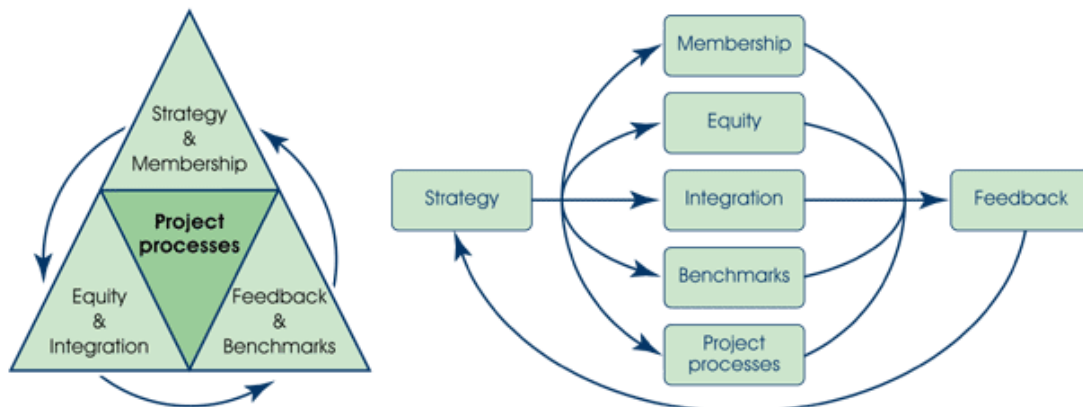 Strategy
&
Membership
Project
processes
Equity
&
Integration
Feedback
&
Benchmarks
Strategy
Membership
Equity
Integration
Benchmarks
Project
processes
Feedback